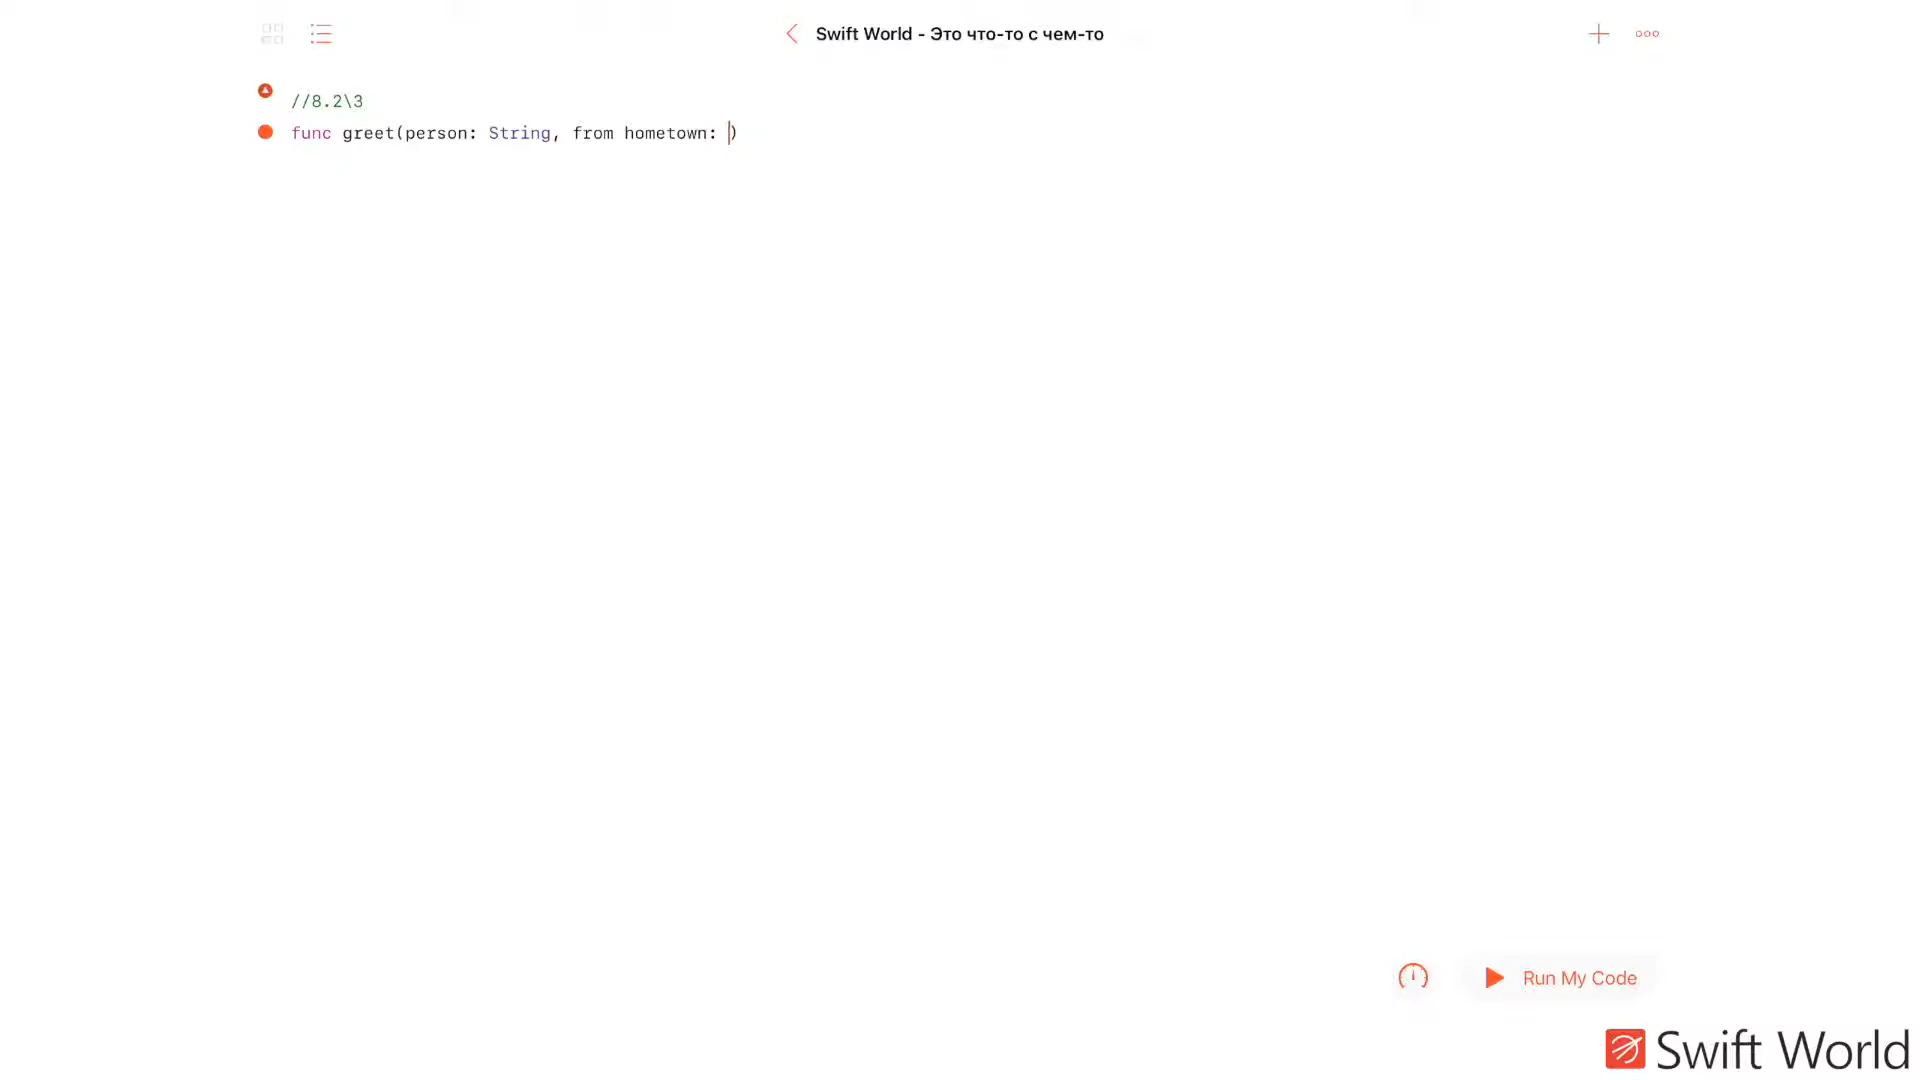 Swift World - Это что-то с чем-то
//8.2\3
func greet(person: String, from hometown: )
Run My Code
Swift World